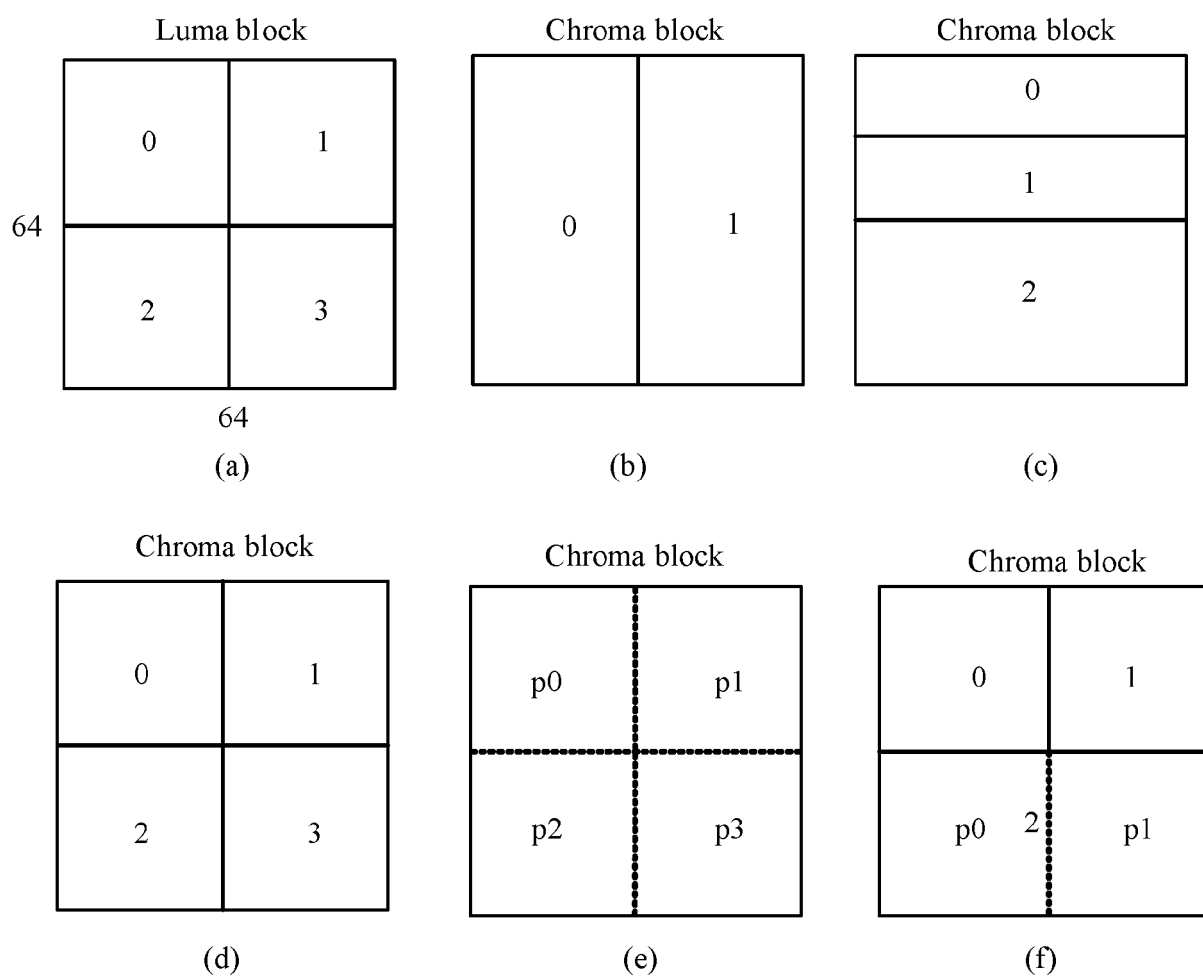 Luma block
0 1
64
2 3
64
(a)
Chroma block
0 1
(b)
Chroma block
0
1
2
(c)
Chroma block
0 1
2 3
(d)
Chroma block
p0 p1
p2 p3
(e)
Chroma block
0 1
p0 2 p1
(f)